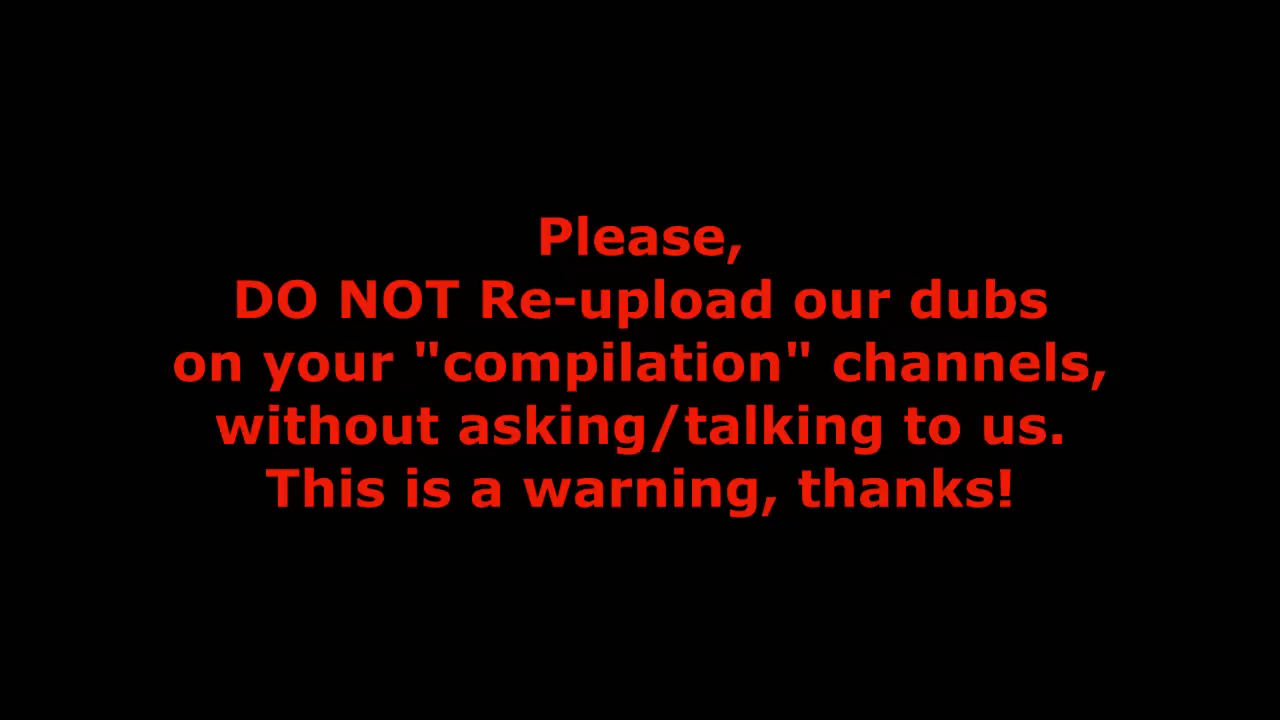 Please,
DO NOT Re-upload our dubs
on your "compilation" channels,
without asking/talking to us.
This is a warning, thanks!